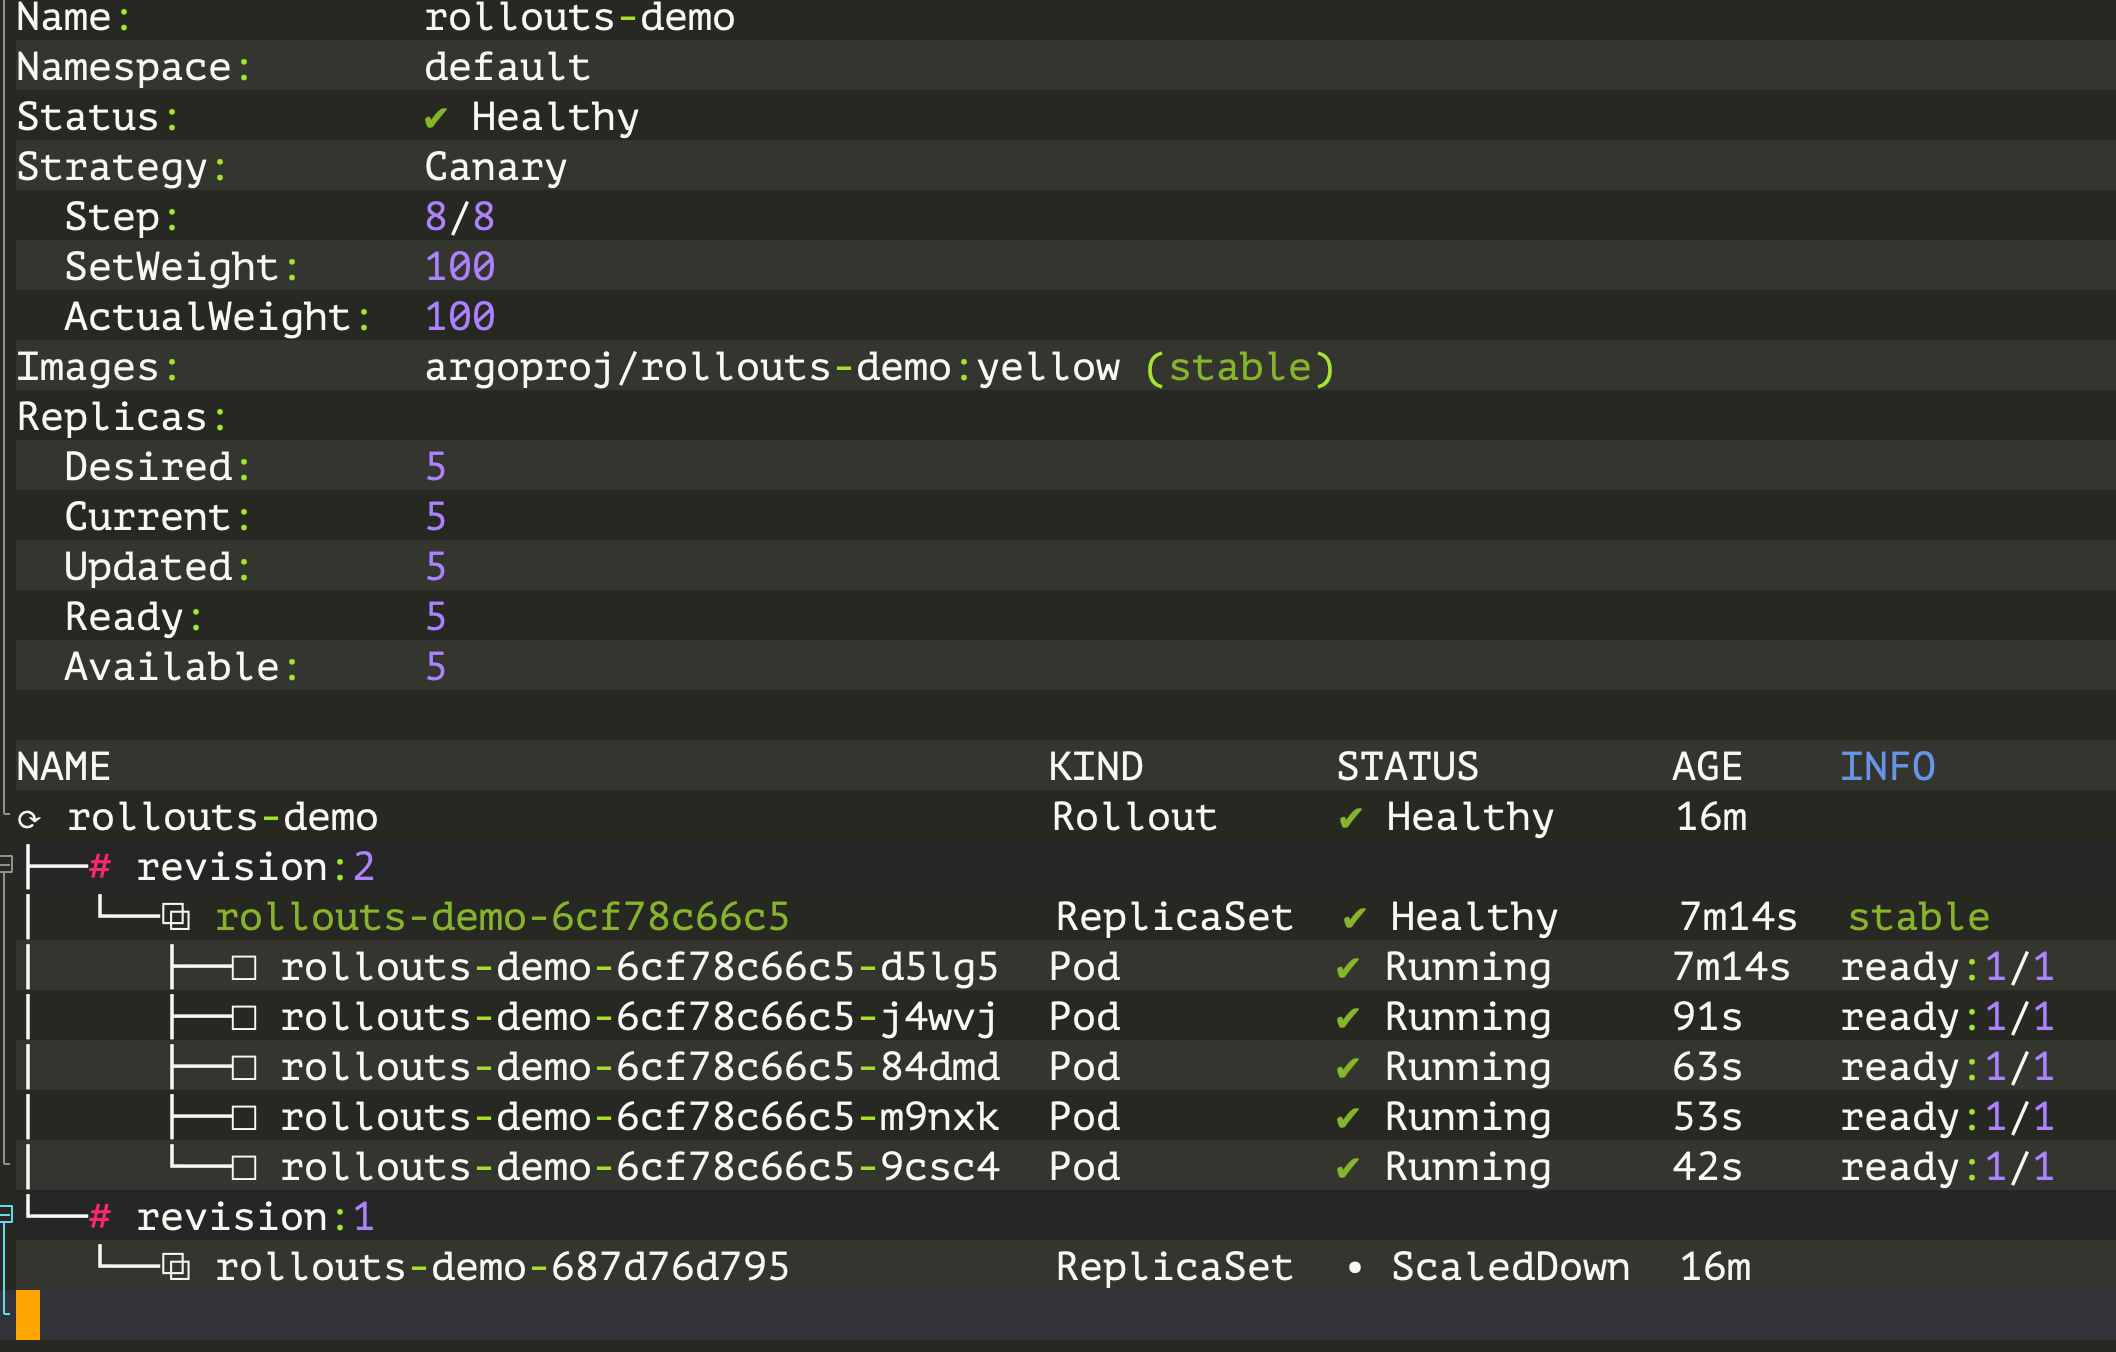 Name:            rollouts-demo
Namespace:       default
Status:          ✔ Healthy
Strategy:        Canary
  Step:          8/8
  SetWeight:     100
  ActualWeight:  100
Images:          argoproj/rollouts-demo:yellow (stable)
Replicas:
  Desired:       5
  Current:       5
  Updated:       5
  Ready:         5
  Available:     5

NAME                                       KIND        STATUS        AGE    INFO
⟳ rollouts-demo                            Rollout     ✔ Healthy     16m
├──# revision:2
│  └──⧉ rollouts-demo-6cf78c66c5           ReplicaSet  ✔ Healthy     7m14s  stable
│     ├──□ rollouts-demo-6cf78c66c5-d5lg5  Pod         ✔ Running     7m14s  ready:1/1
│     ├──□ rollouts-demo-6cf78c66c5-j4wvj  Pod         ✔ Running     91s    ready:1/1
│     ├──□ rollouts-demo-6cf78c66c5-84dmd  Pod         ✔ Running     63s    ready:1/1
│     ├──□ rollouts-demo-6cf78c66c5-m9nxk  Pod         ✔ Running     53s    ready:1/1
│     └──□ rollouts-demo-6cf78c66c5-9csc4  Pod         ✔ Running     42s    ready:1/1
└──# revision:1
   └──⧉ rollouts-demo-687d76d795           ReplicaSet  • ScaledDown  16m